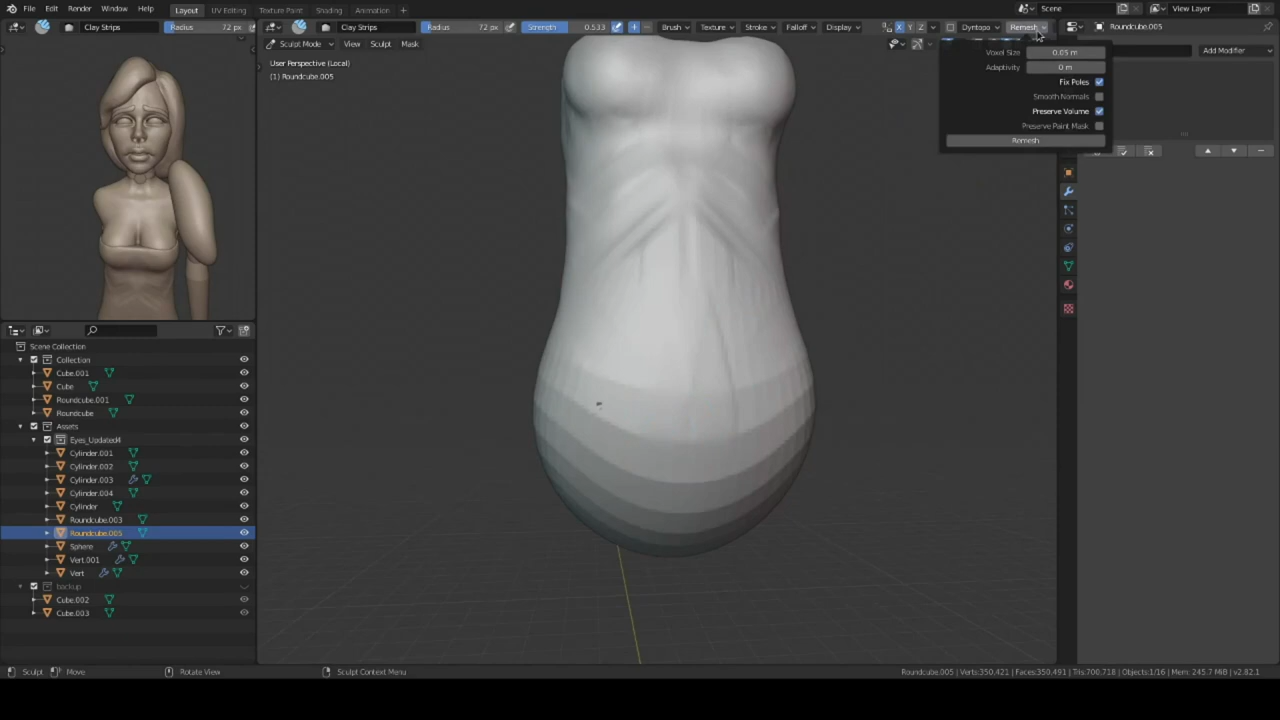 File Edit Render Window Help Layout UV Editing Texture Paint Shading Animation + Scene View Layer
Clay Strips Radius 72 px Clay Strips Radius 72 px Strength 0.533 Brush Texture Stroke Falloff Display X Y Z Dyntopo Remesh Roundcube.005
Sculpt Mode View Sculpt Mask
Voxel Size 0.05 m Add Modifier
User Perspective (Local)
(1) Roundcube.005
Adaptivity 0 m
Fix Poles
Smooth Normals
Preserve Volume
Preserve Paint Mask
Remesh
Scene Collection
Collection
Cube.001
Cube
Roundcube.001
Roundcube
Assets
Eyes_Updated4
Cylinder.001
Cylinder.002
Cylinder.003
Cylinder.004
Cylinder
Roundcube.003
Roundcube.005
Sphere
Vert.001
Vert
backup
Cube.002
Cube.003
Sculpt Move Rotate View Sculpt Context Menu Roundcube.005 | Verts:350,421 | Faces:350,491 | Tris:700,718 | Objects:1/16 | Mem: 245.7 MiB | v2.82.1